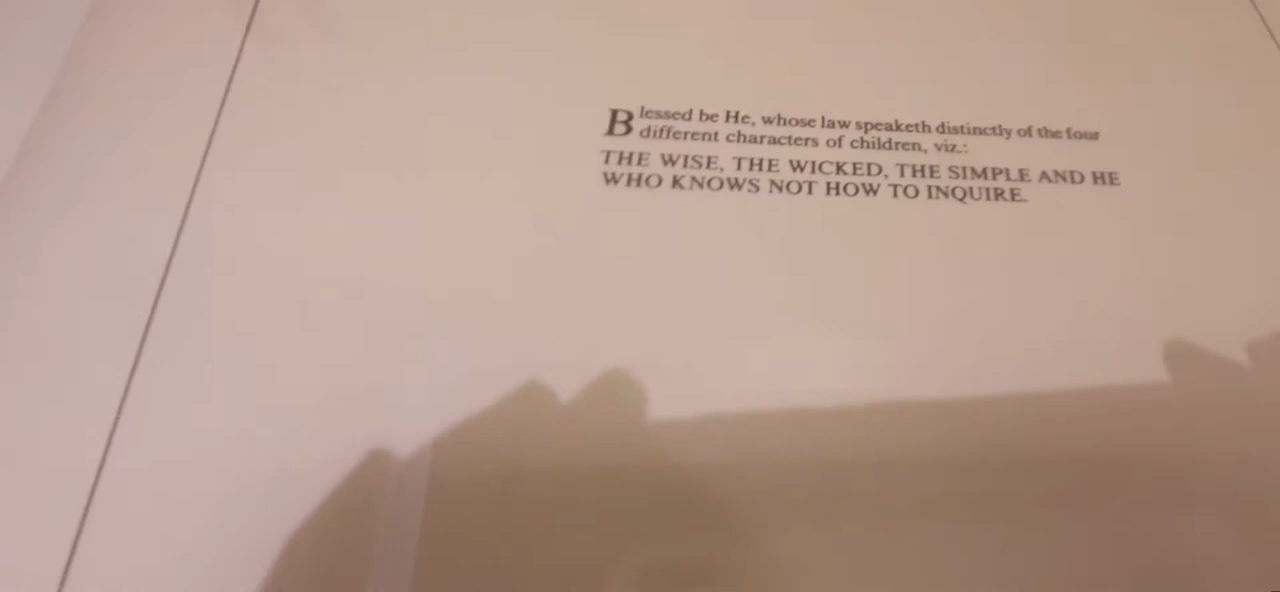 Blessed be He, whose law speaketh distinctly of the four
different characters of children, viz.:
THE WISE, THE WICKED, THE SIMPLE AND HE
WHO KNOWS NOT HOW TO INQUIRE.